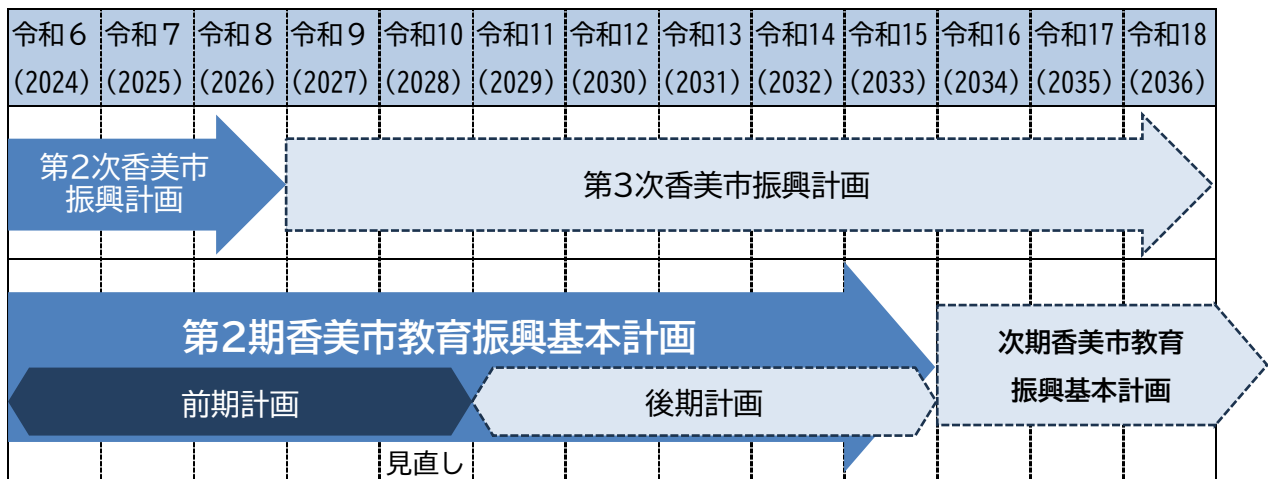 令和６ 令和７ 令和８ 令和９ 令和10 令和11 令和12 令和13 令和14 令和15 令和16 令和17 令和18
(2024) (2025) (2026) (2027) (2028) (2029) (2030) (2031) (2032) (2033) (2034) (2035) (2036)
第2次香美市
振興計画
第3次香美市振興計画
第2期香美市教育振興基本計画
前期計画
後期計画
見直し
次期香美市教育
振興基本計画